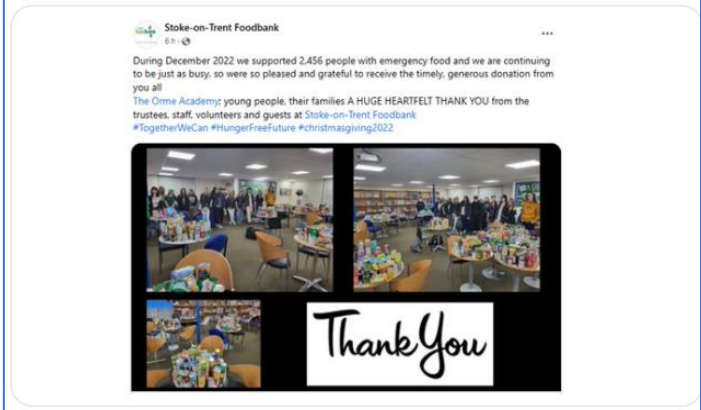 Stoke-on-Trent Foodbank
6 h
During December 2022 we supported 2,456 people with emergency food and we are continuing
to be just as busy, so were so pleased and grateful to receive the timely, generous donation from
you all
The Orme Academy: young people, their families A HUGE HEARTFELT THANK YOU from the
trustees, staff, volunteers and guests at Stoke-on-Trent Foodbank
#TogetherWeCan #HungerFreeFuture #christmasgiving2022
Thank You